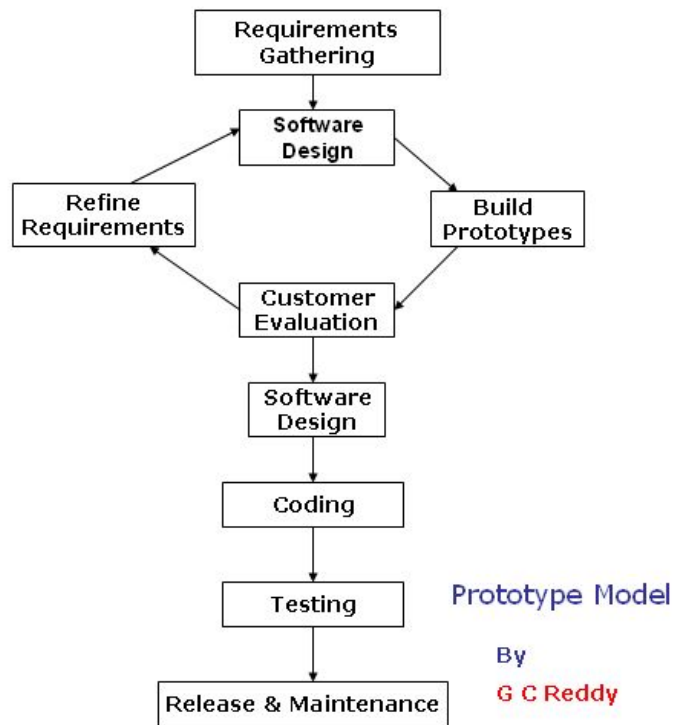 Requirements
Gathering
Software
Design
Refine
Requirements
Build
Prototypes
Customer
Evaluation
Software
Design
Coding
Testing
Prototype Model
By
G C Reddy
Release & Maintenance